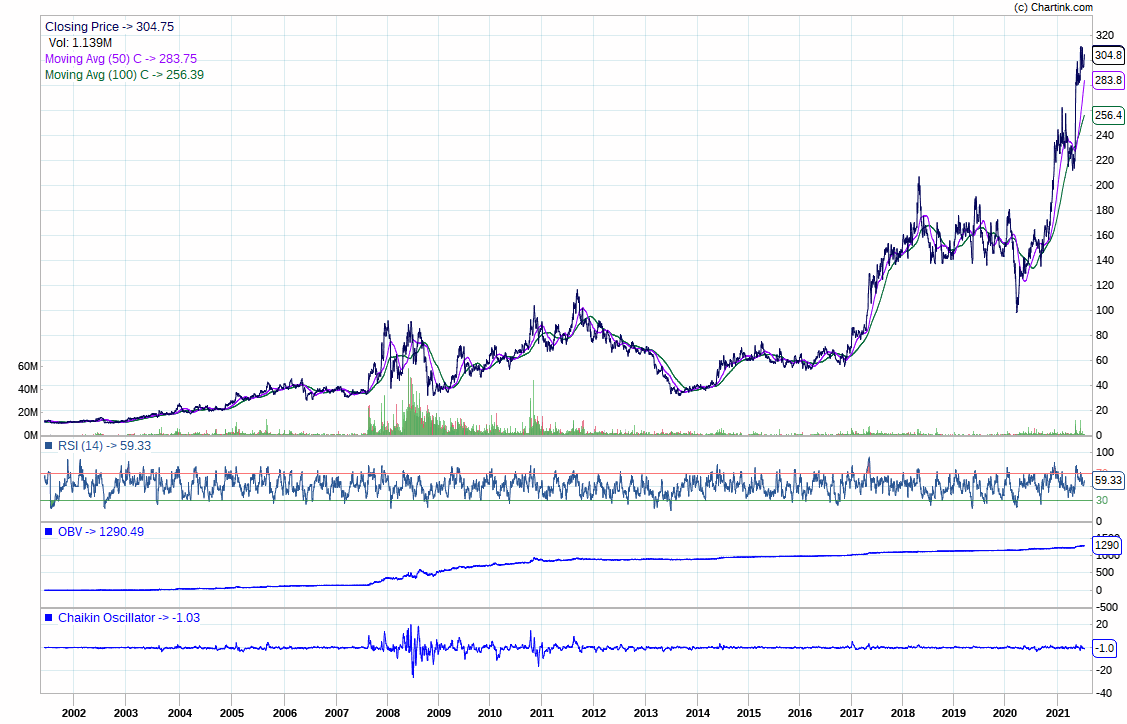 (c) Chartink.com
Closing Price -> 304.75
Vol: 1.139M
Moving Avg (50) C -> 283.75
Moving Avg (100) C -> 256.39
320
304.8
283.8
256.4
240
220
200
180
160
140
120
100
80
60
40
20
0
60M
40M
20M
0M
RSI (14) -> 59.33
100
70
59.33
30
0
OBV -> 1290.49
1500
1290
1000
500
0
-500
Chaikin Oscillator -> -1.03
20
-1.0
-20
-40
2002 2003 2004 2005 2006 2007 2008 2009 2010 2011 2012 2013 2014 2015 2016 2017 2018 2019 2020 2021